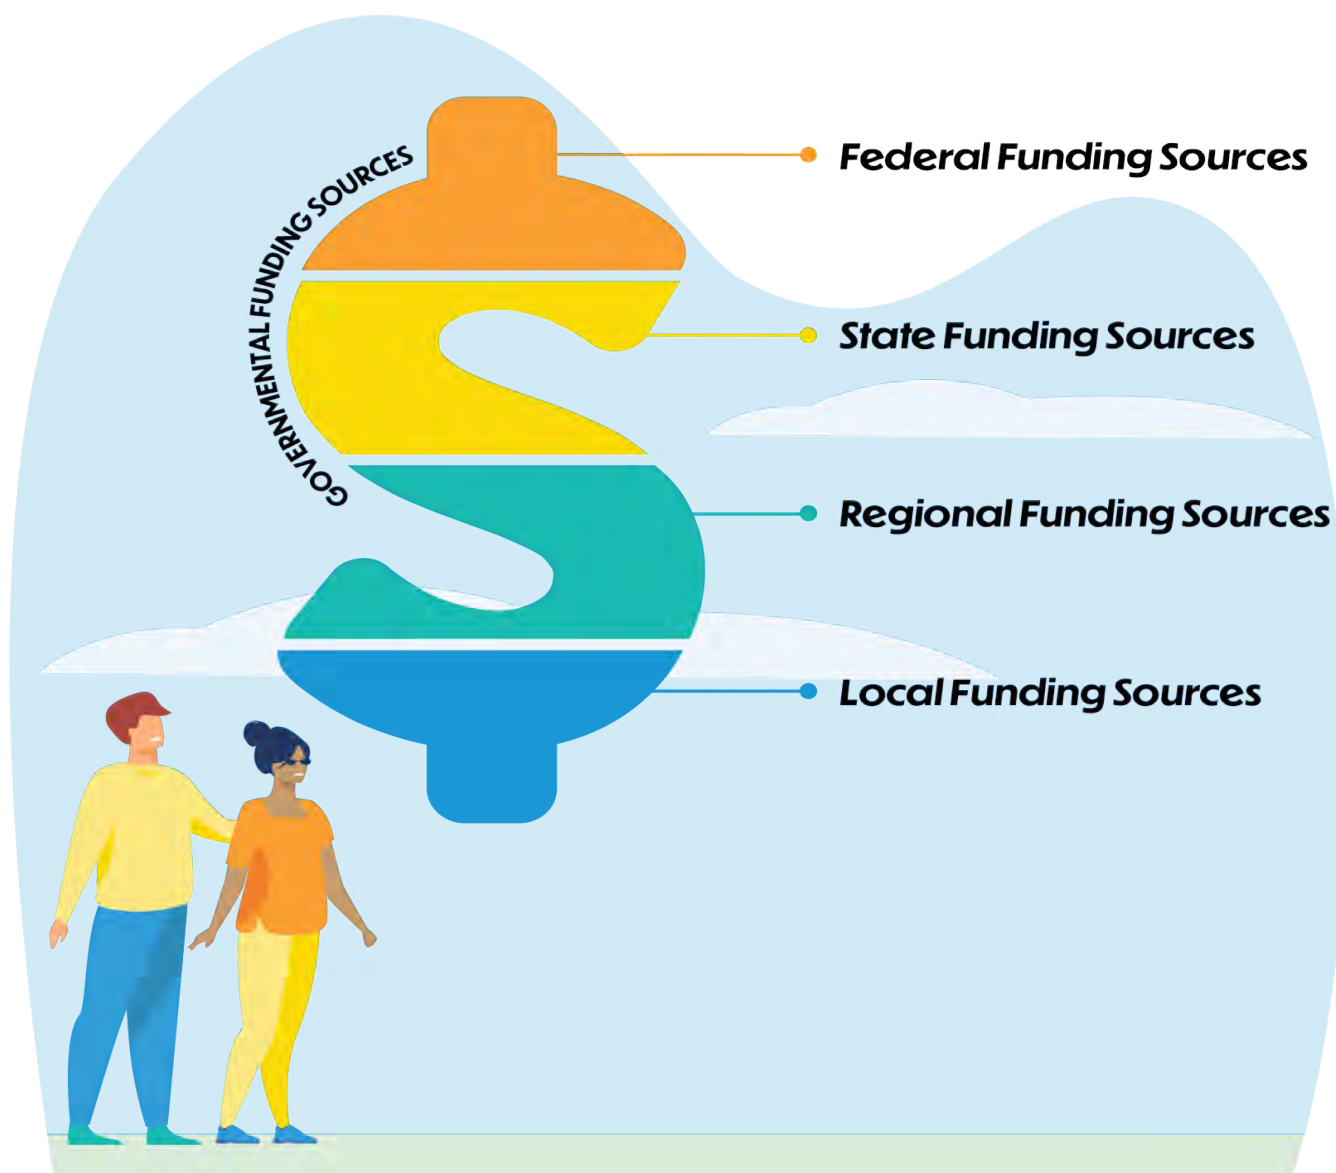 GOVERNMENTAL FUNDING SOURCES
Federal Funding Sources
State Funding Sources
Regional Funding Sources
Local Funding Sources